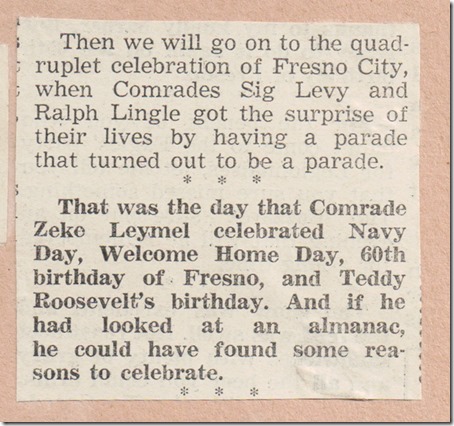 Then we will go on to the quad-
ruplet celebration of Fresno City,
when Comrades Sig Levy and
Ralph Lingle got the surprise of
their lives by having a parade
that turned out to be a parade.
* * *
That was the day that Comrade
Zeke Leymel celebrated Navy
Day, Welcome Home Day, 60th
birthday of Fresno, and Teddy
Roosevelt's birthday. And if he
had looked at an almanac,
he could have found some rea-
sons to celebrate.
* * *